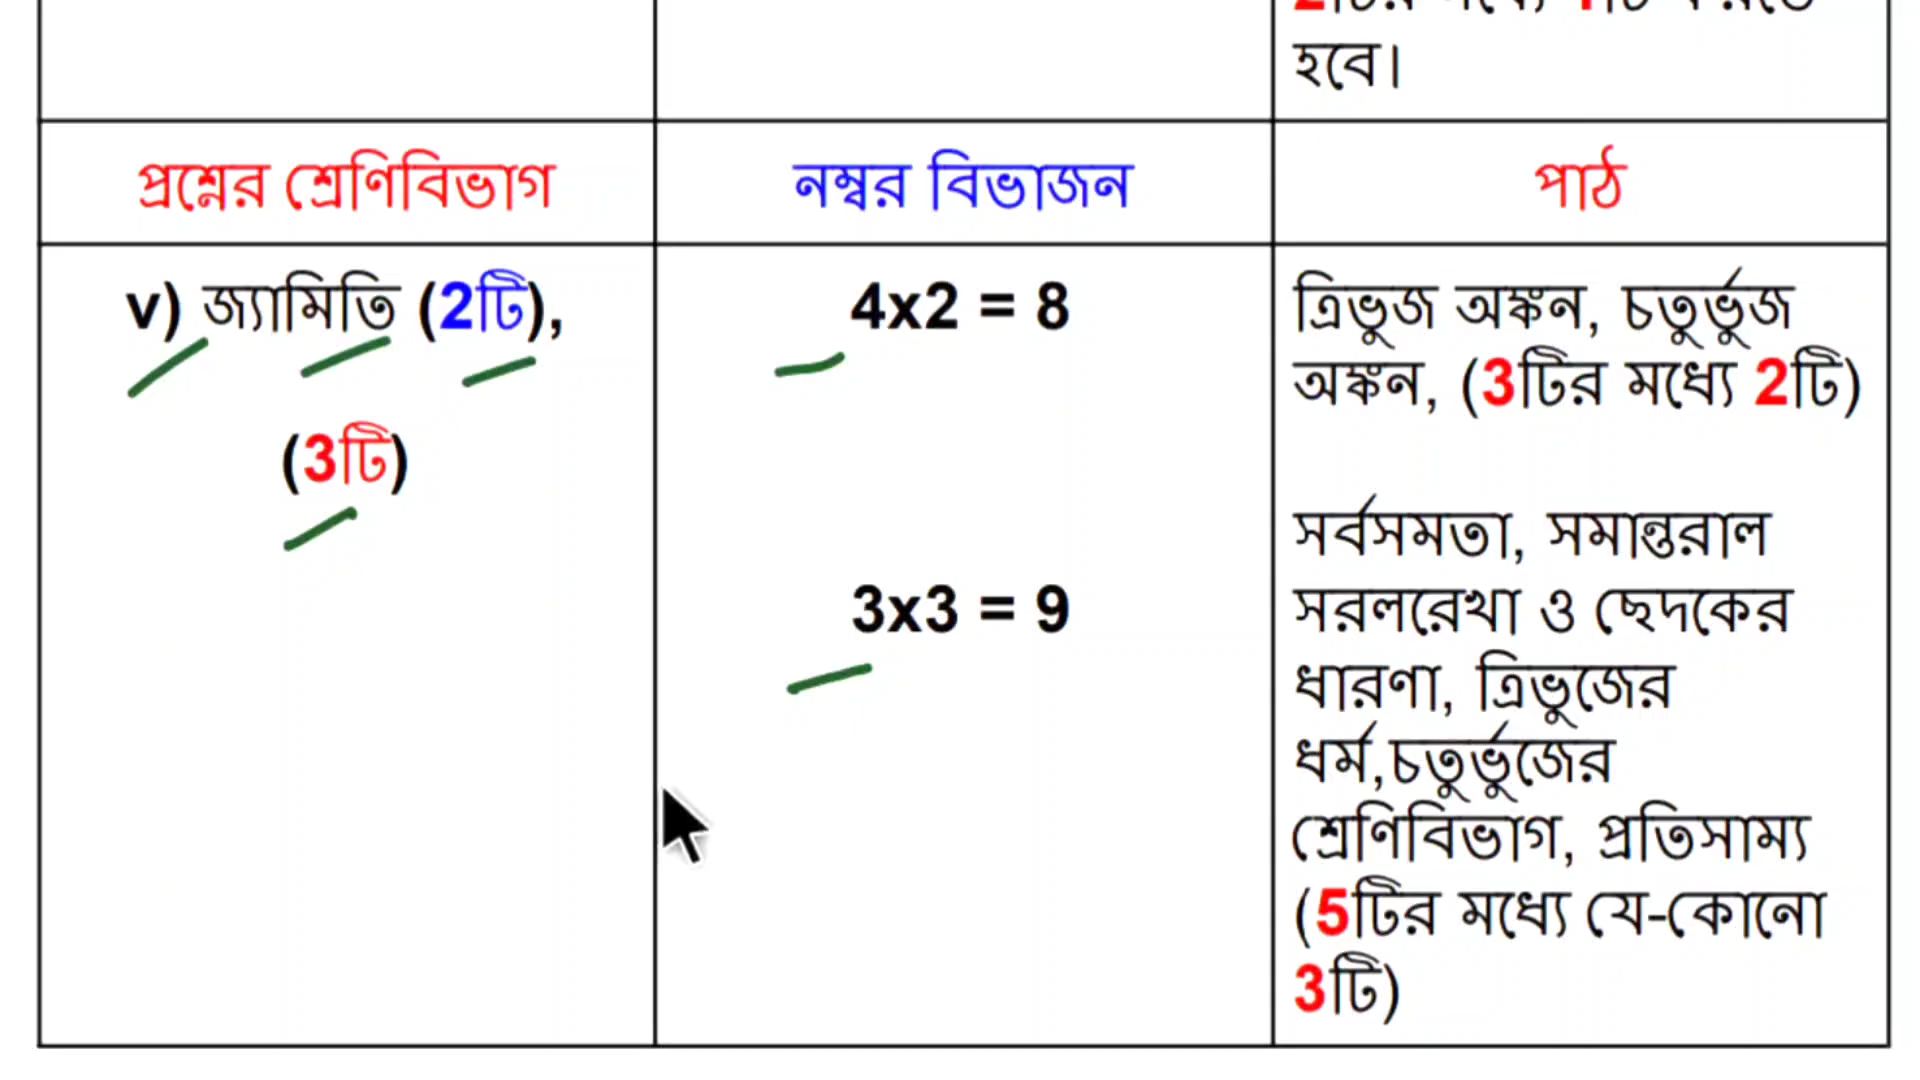 হবে।
প্রশ্নের শ্রেণিবিভাগ
নম্বর বিভাজন
পাঠ
v) জ্যামিতি (2টি),
(3টি)
4x2 = 8
3x3 = 9
ত্রিভুজ অঙ্কন, চতুর্ভুজ
অঙ্কন, (3টির মধ্যে 2টি)
সর্বসমতা, সমান্তরাল
সরলরেখা ও ছেদকের
ধারণা, ত্রিভুজের
ধর্ম,চতুর্ভুজের
শ্রেণিবিভাগ, প্রতিসাম্য
(5টির মধ্যে যে-কোনো
3টি)